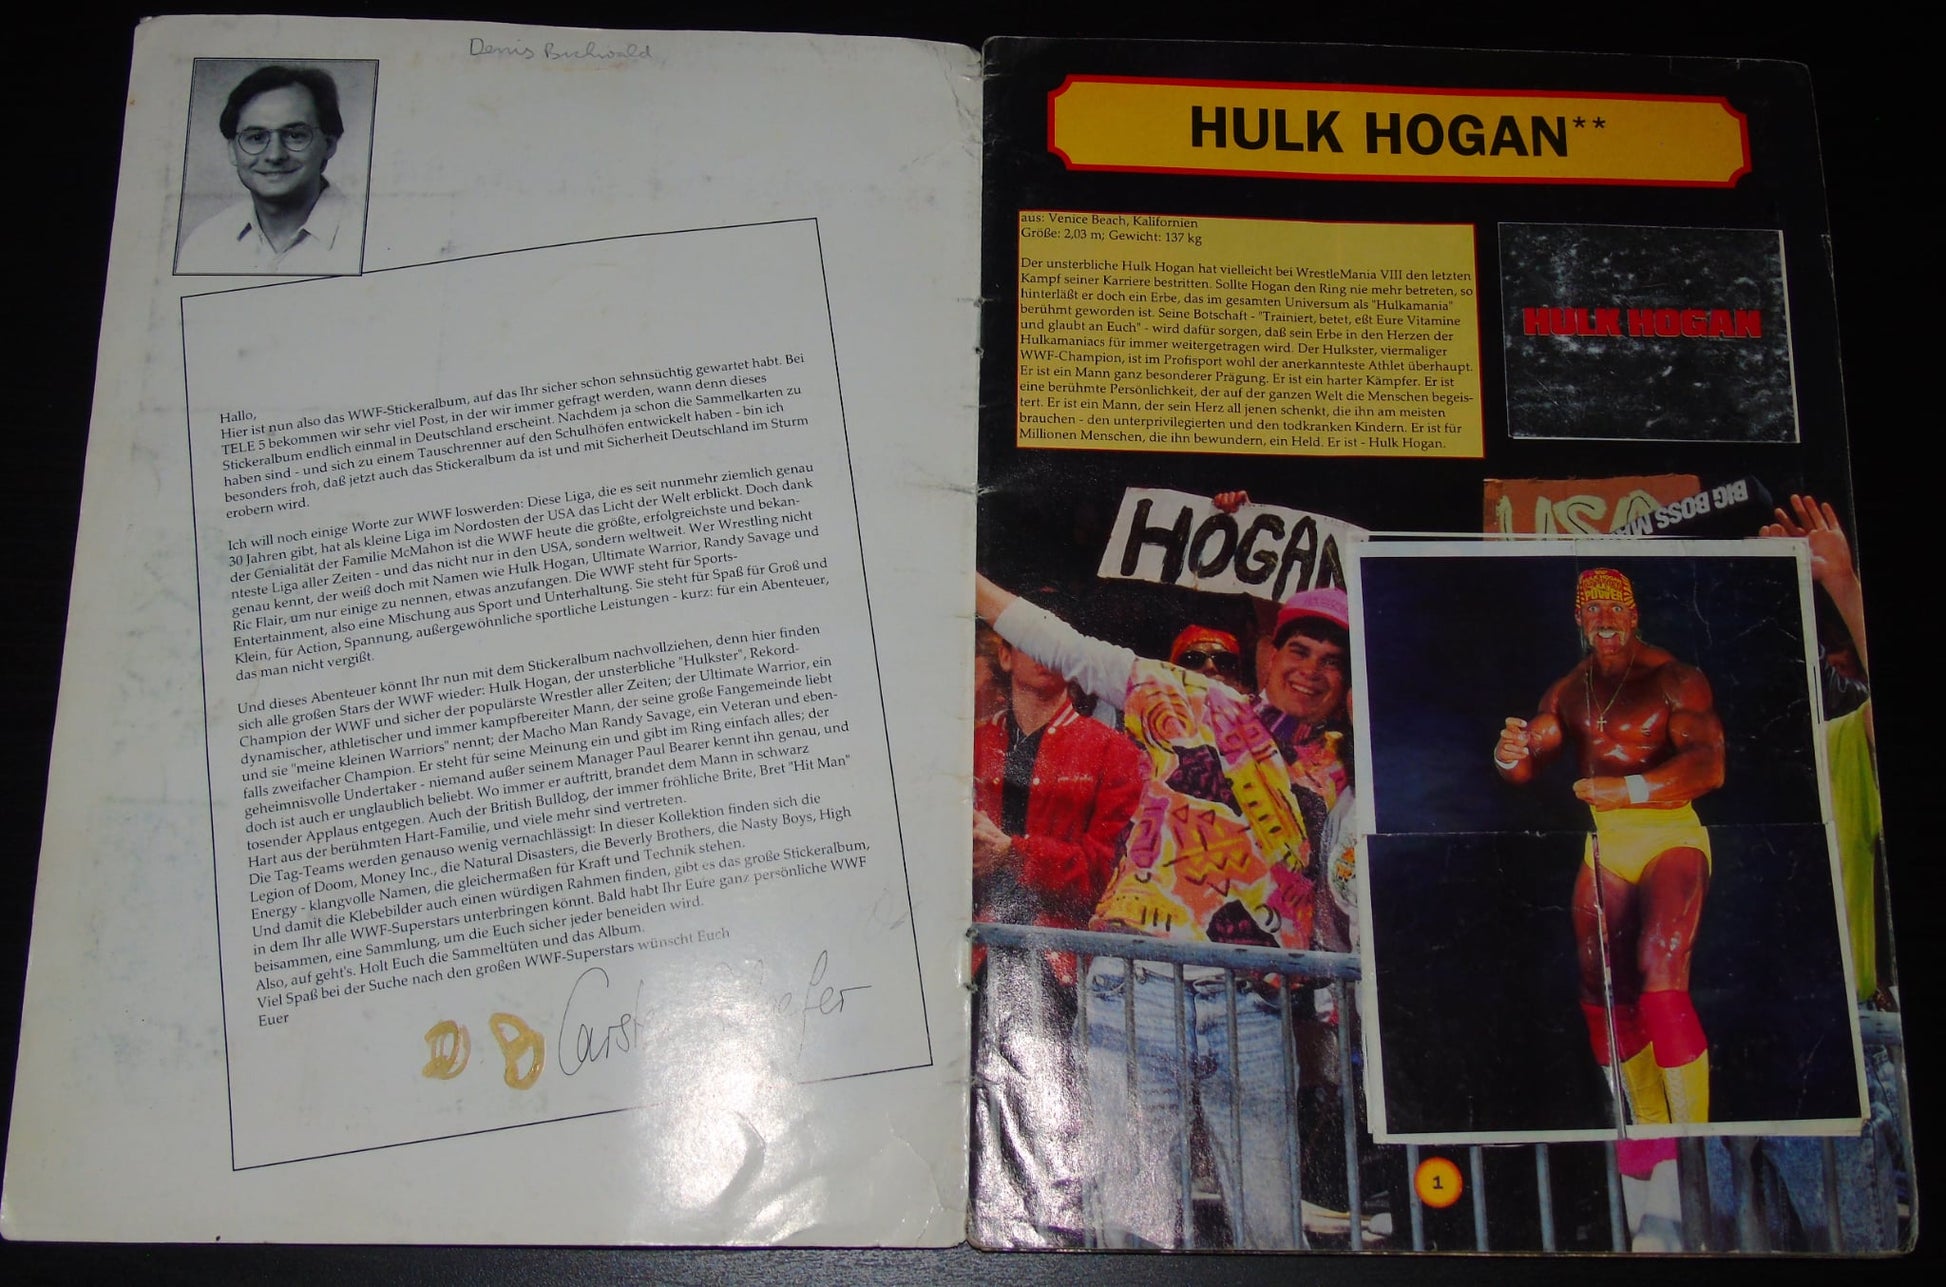 Denis Buchwald
Hallo,
Hier ist nun also das WWF-Stickeralbum, auf das Ihr sicher schon sehnsüchtig gewartet habt. Bei
TELE 5 bekommen wir sehr viel Post, in der wir immer gefragt werden, wann denn dieses
Stickeralbum endlich einmal in Deutschland erscheint. Nachdem ja schon die Sammelkarten zu
haben sind - und sich zu einem Tauschrenner auf den Schulhöfen entwickelt haben - bin ich
besonders froh, daß jetzt auch das Stickeralbum da ist und mit Sicherheit Deutschland im Sturm
erobern wird.
Ich will noch einige Worte zur WWF loswerden: Diese Liga, die es seit nunmehr ziemlich genau
30 Jahren gibt, hat als kleine Liga im Nordosten der USA das Licht der Welt erblickt. Doch dank
der Genialität der Familie McMahon ist die WWF heute die größte, erfolgreichste und bekan-
nteste Liga aller Zeiten - und das nicht nur in den USA, sondern weltweit. Wer Wrestling nicht
genau kennt, der weiß doch mit Namen wie Hulk Hogan, Ultimate Warrior, Randy Savage und
Ric Flair, um nur einige zu nennen, etwas anzufangen. Die WWF steht für Sports-
Entertainment, also eine Mischung aus Sport und Unterhaltung. Sie steht für Spaß für Groß und
Klein, für Action, Spannung, außergewöhnliche sportliche Leistungen - kurz: für ein Abenteuer,
das man nicht vergißt.
Und dieses Abenteuer könnt Ihr nun mit dem Stickeralbum nachvollziehen, denn hier finden
sich alle großen Stars der WWF wieder: Hulk Hogan, der unsterbliche "Hulkster", Rekord-
Champion der WWF und sicher der populärste Wrestler aller Zeiten; der Ultimate Warrior, ein
dynamischer, athletischer und immer kampfbereiter Mann, der seine große Fangemeinde liebt
und sie "meine kleinen Warriors" nennt; der Macho Man Randy Savage, ein Veteran und eben-
falls zweifacher Champion. Er steht für seine Meinung ein und gibt im Ring einfach alles; der
geheimnisvolle Undertaker - niemand außer seinem Manager Paul Bearer kennt ihn genau, und
doch ist auch er unglaublich beliebt. Wo immer er auftritt, brandet dem Mann in schwarz
tosender Applaus entgegen. Auch der British Bulldog, der immer fröhliche Brite, Bret "Hit Man"
Hart aus der berühmten Hart-Familie, und viele mehr sind vertreten.
Die Tag-Teams werden genauso wenig vernachlässigt: In dieser Kollektion finden sich die
Legion of Doom, Money Inc., die Natural Disasters, die Beverly Brothers, die Nasty Boys, High
Energy - klangvolle Namen, die gleichermaßen für Kraft und Technik stehen.
Und damit die Klebebilder auch einen würdigen Rahmen finden, gibt es das große Stickeralbum,
in dem Ihr alle WWF-Superstars unterbringen könnt. Bald habt Ihr Eure ganz persönliche WWF
beisammen, eine Sammlung, um die Euch sicher jeder beneiden wird.
Also, auf geht's. Holt Euch die Sammeltüten und das Album.
Viel Spaß bei der Suche nach den großen WWF-Superstars wünscht Euch
Euer
D B
HULK HOGAN**
aus: Venice Beach, Kalifornien
Größe: 2,03 m; Gewicht: 137 kg
Der unsterbliche Hulk Hogan hat vielleicht bei WrestleMania VIII den letzten
Kampf seiner Karriere bestritten. Sollte Hogan den Ring nie mehr betreten, so
hinterläßt er doch ein Erbe, das im gesamten Universum als "Hulkamania"
berühmt geworden ist. Seine Botschaft - "Trainiert, betet, eßt Eure Vitamine
und glaubt an Euch" - wird dafür sorgen, daß sein Erbe in den Herzen der
Hulkamaniacs für immer weitergetragen wird. Der Hulkster, viermaliger
WWF-Champion, ist im Profisport wohl der anerkannteste Athlet überhaupt.
Er ist ein Mann ganz besonderer Prägung. Er ist ein harter Kämpfer. Er ist
eine berühmte Persönlichkeit, der auf der ganzen Welt die Menschen begeis-
tert. Er ist ein Mann, der sein Herz all jenen schenkt, die ihn am meisten
brauchen - den unterprivilegierten und den todkranken Kindern. Er ist für
Millionen Menschen, die ihn bewundern, ein Held. Er ist - Hulk Hogan.
HULK HOGAN
HOGAN
USA
BIG BOSS MA
POWER
1